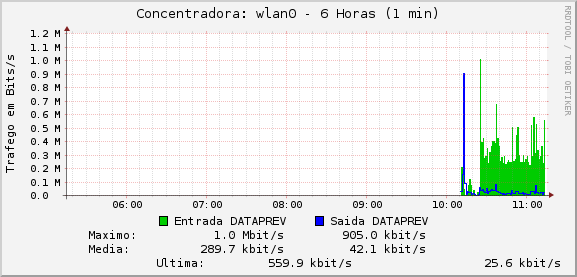 Concentradora: wlan0 - 6 Horas (1 min)
RRDTOOL / TOBI OETIKER
Trafego em Bits/s
1.2 M
1.1 M
1.0 M
0.9 M
0.8 M
0.7 M
0.6 M
0.5 M
0.4 M
0.3 M
0.2 M
0.1 M
0.0
06:00 07:00 08:00 09:00 10:00 11:00
Entrada DATAPREV Saida DATAPREV
Maximo: 1.0 Mbit/s 905.0 kbit/s
Media: 289.7 kbit/s 42.1 kbit/s
Ultima: 559.9 kbit/s 25.6 kbit/s